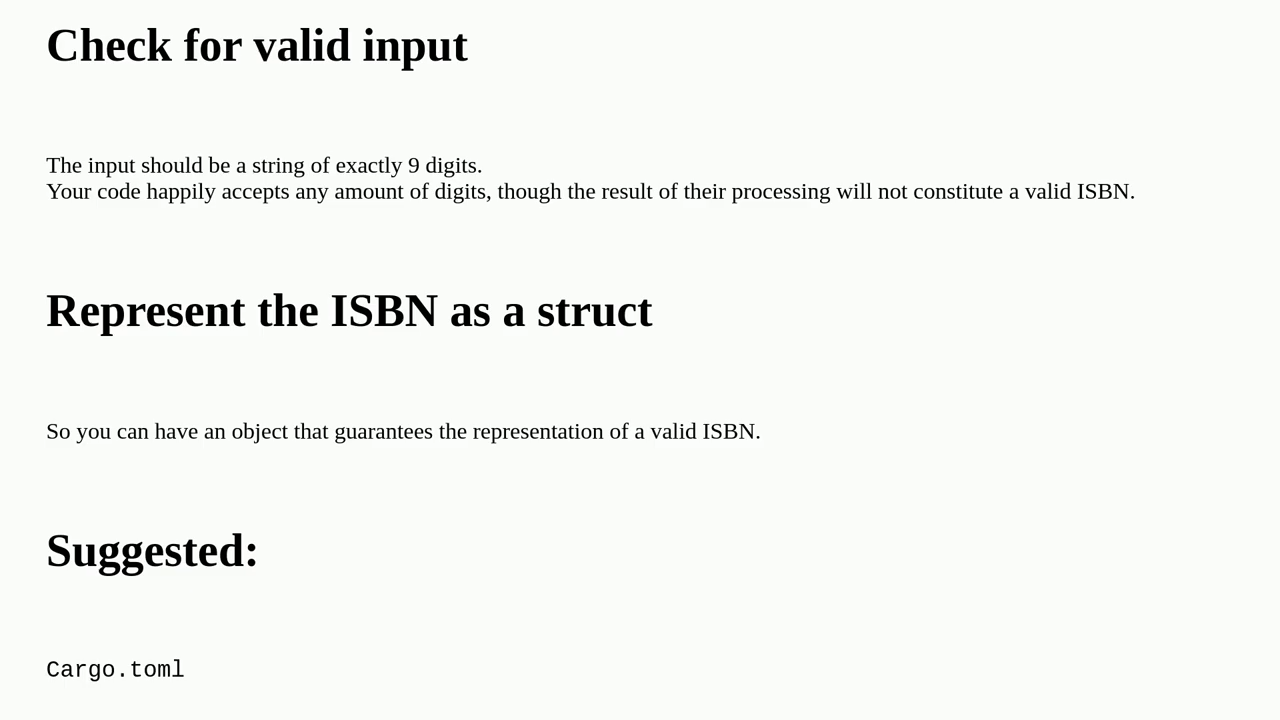 Check for valid input
The input should be a string of exactly 9 digits.
Your code happily accepts any amount of digits, though the result of their processing will not constitute a valid ISBN.
Represent the ISBN as a struct
So you can have an object that guarantees the representation of a valid ISBN.
Suggested:
Cargo.toml